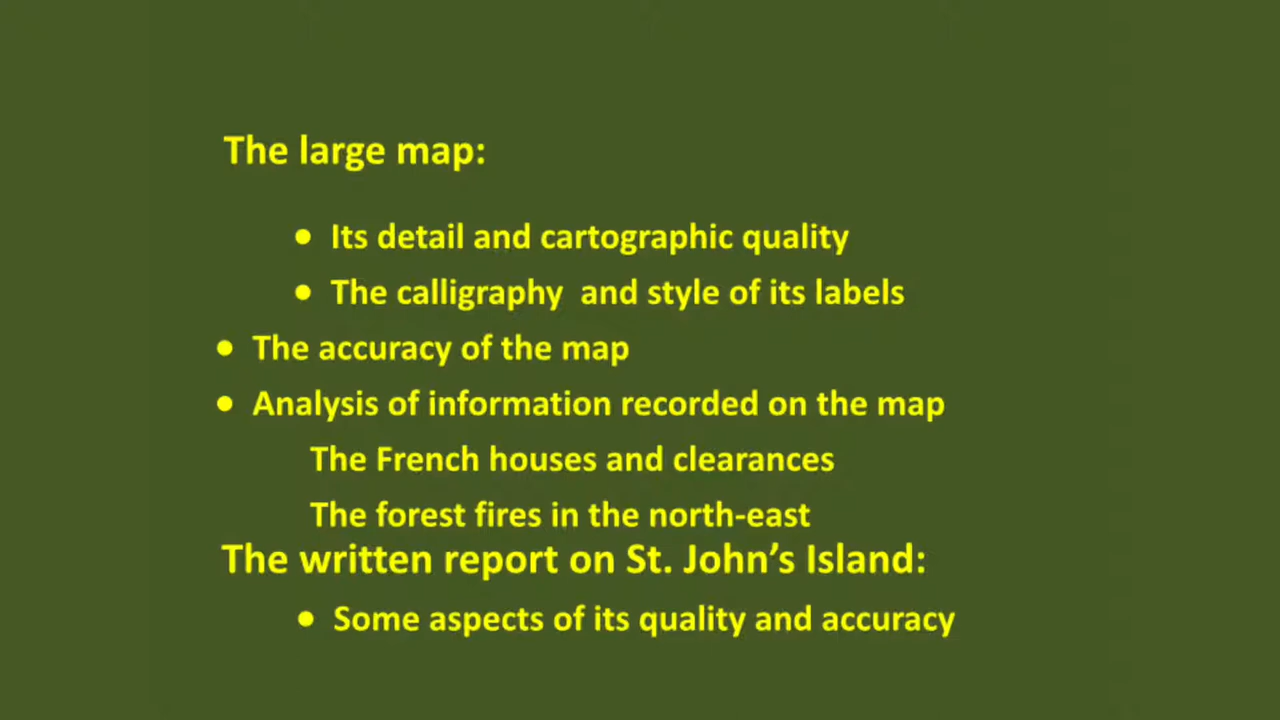 The large map:
• Its detail and cartographic quality
• The calligraphy  and style of its labels
• The accuracy of the map
• Analysis of information recorded on the map
The French houses and clearances
The forest fires in the north-east
The written report on St. John’s Island:
• Some aspects of its quality and accuracy